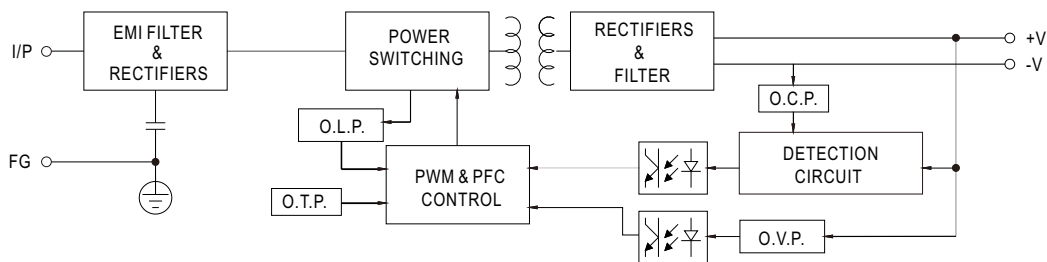 I/P
EMI FILTER
&
RECTIFIERS
POWER
SWITCHING
RECTIFIERS
&
FILTER
+V
-V
O.C.P.
O.L.P.
FG
PWM & PFC
CONTROL
DETECTION
CIRCUIT
O.T.P.
O.V.P.